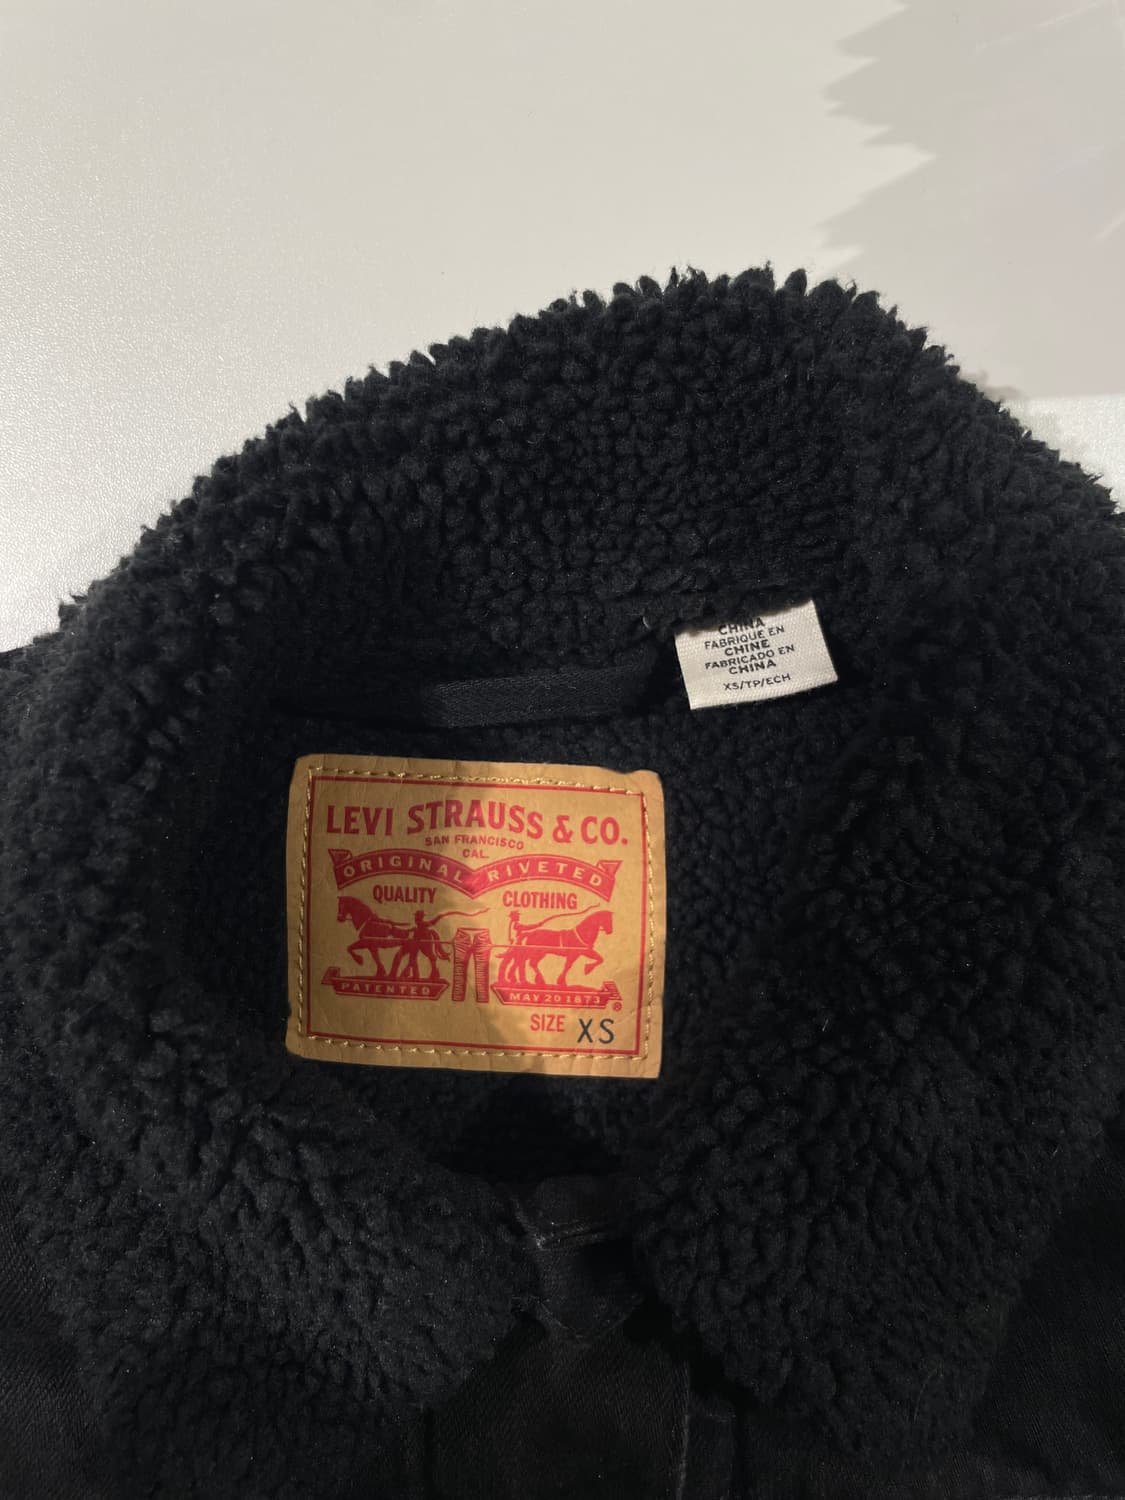 CHINA
FABRIQUE EN
CHINE
FABRICADO EN
CHINA
XS/TP/ECH
LEVI STRAUSS & CO.
SAN FRANCISCO
CAL.
ORIGINAL RIVETED
QUALITY CLOTHING
PATENTED MAY 20 1873
®
SIZE XS